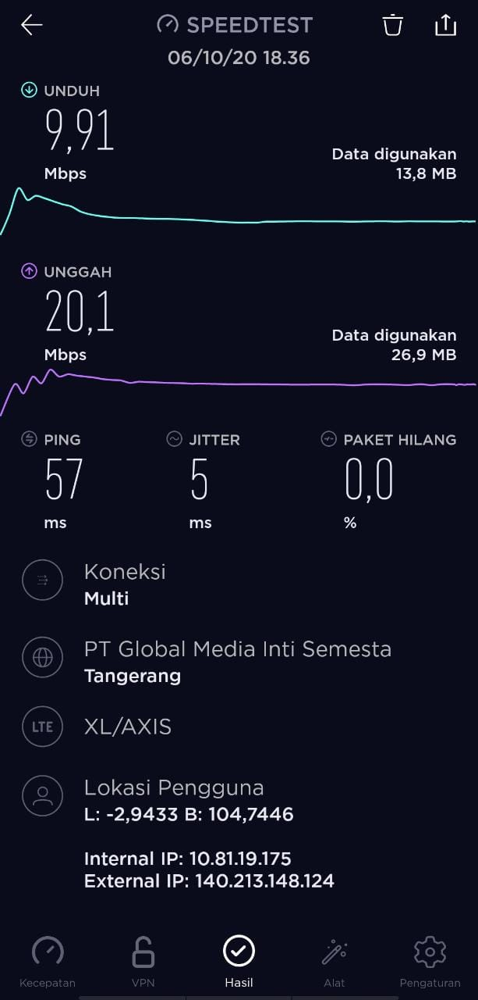 SPEEDTEST
06/10/20 18.36
UNDUH
9,91
Mbps
Data digunakan
13,8 MB
UNGGAH
20,1
Mbps
Data digunakan
26,9 MB
PING
57
ms
JITTER
5
ms
PAKET HILANG
0,0
%
Koneksi
Multi
PT Global Media Inti Semesta
Tangerang
LTE
XL/AXIS
Lokasi Pengguna
L: -2,9433 B: 104,7446
Internal IP: 10.81.19.175
External IP: 140.213.148.124
Kecepatan
VPN
Hasil
Alat
Pengaturan